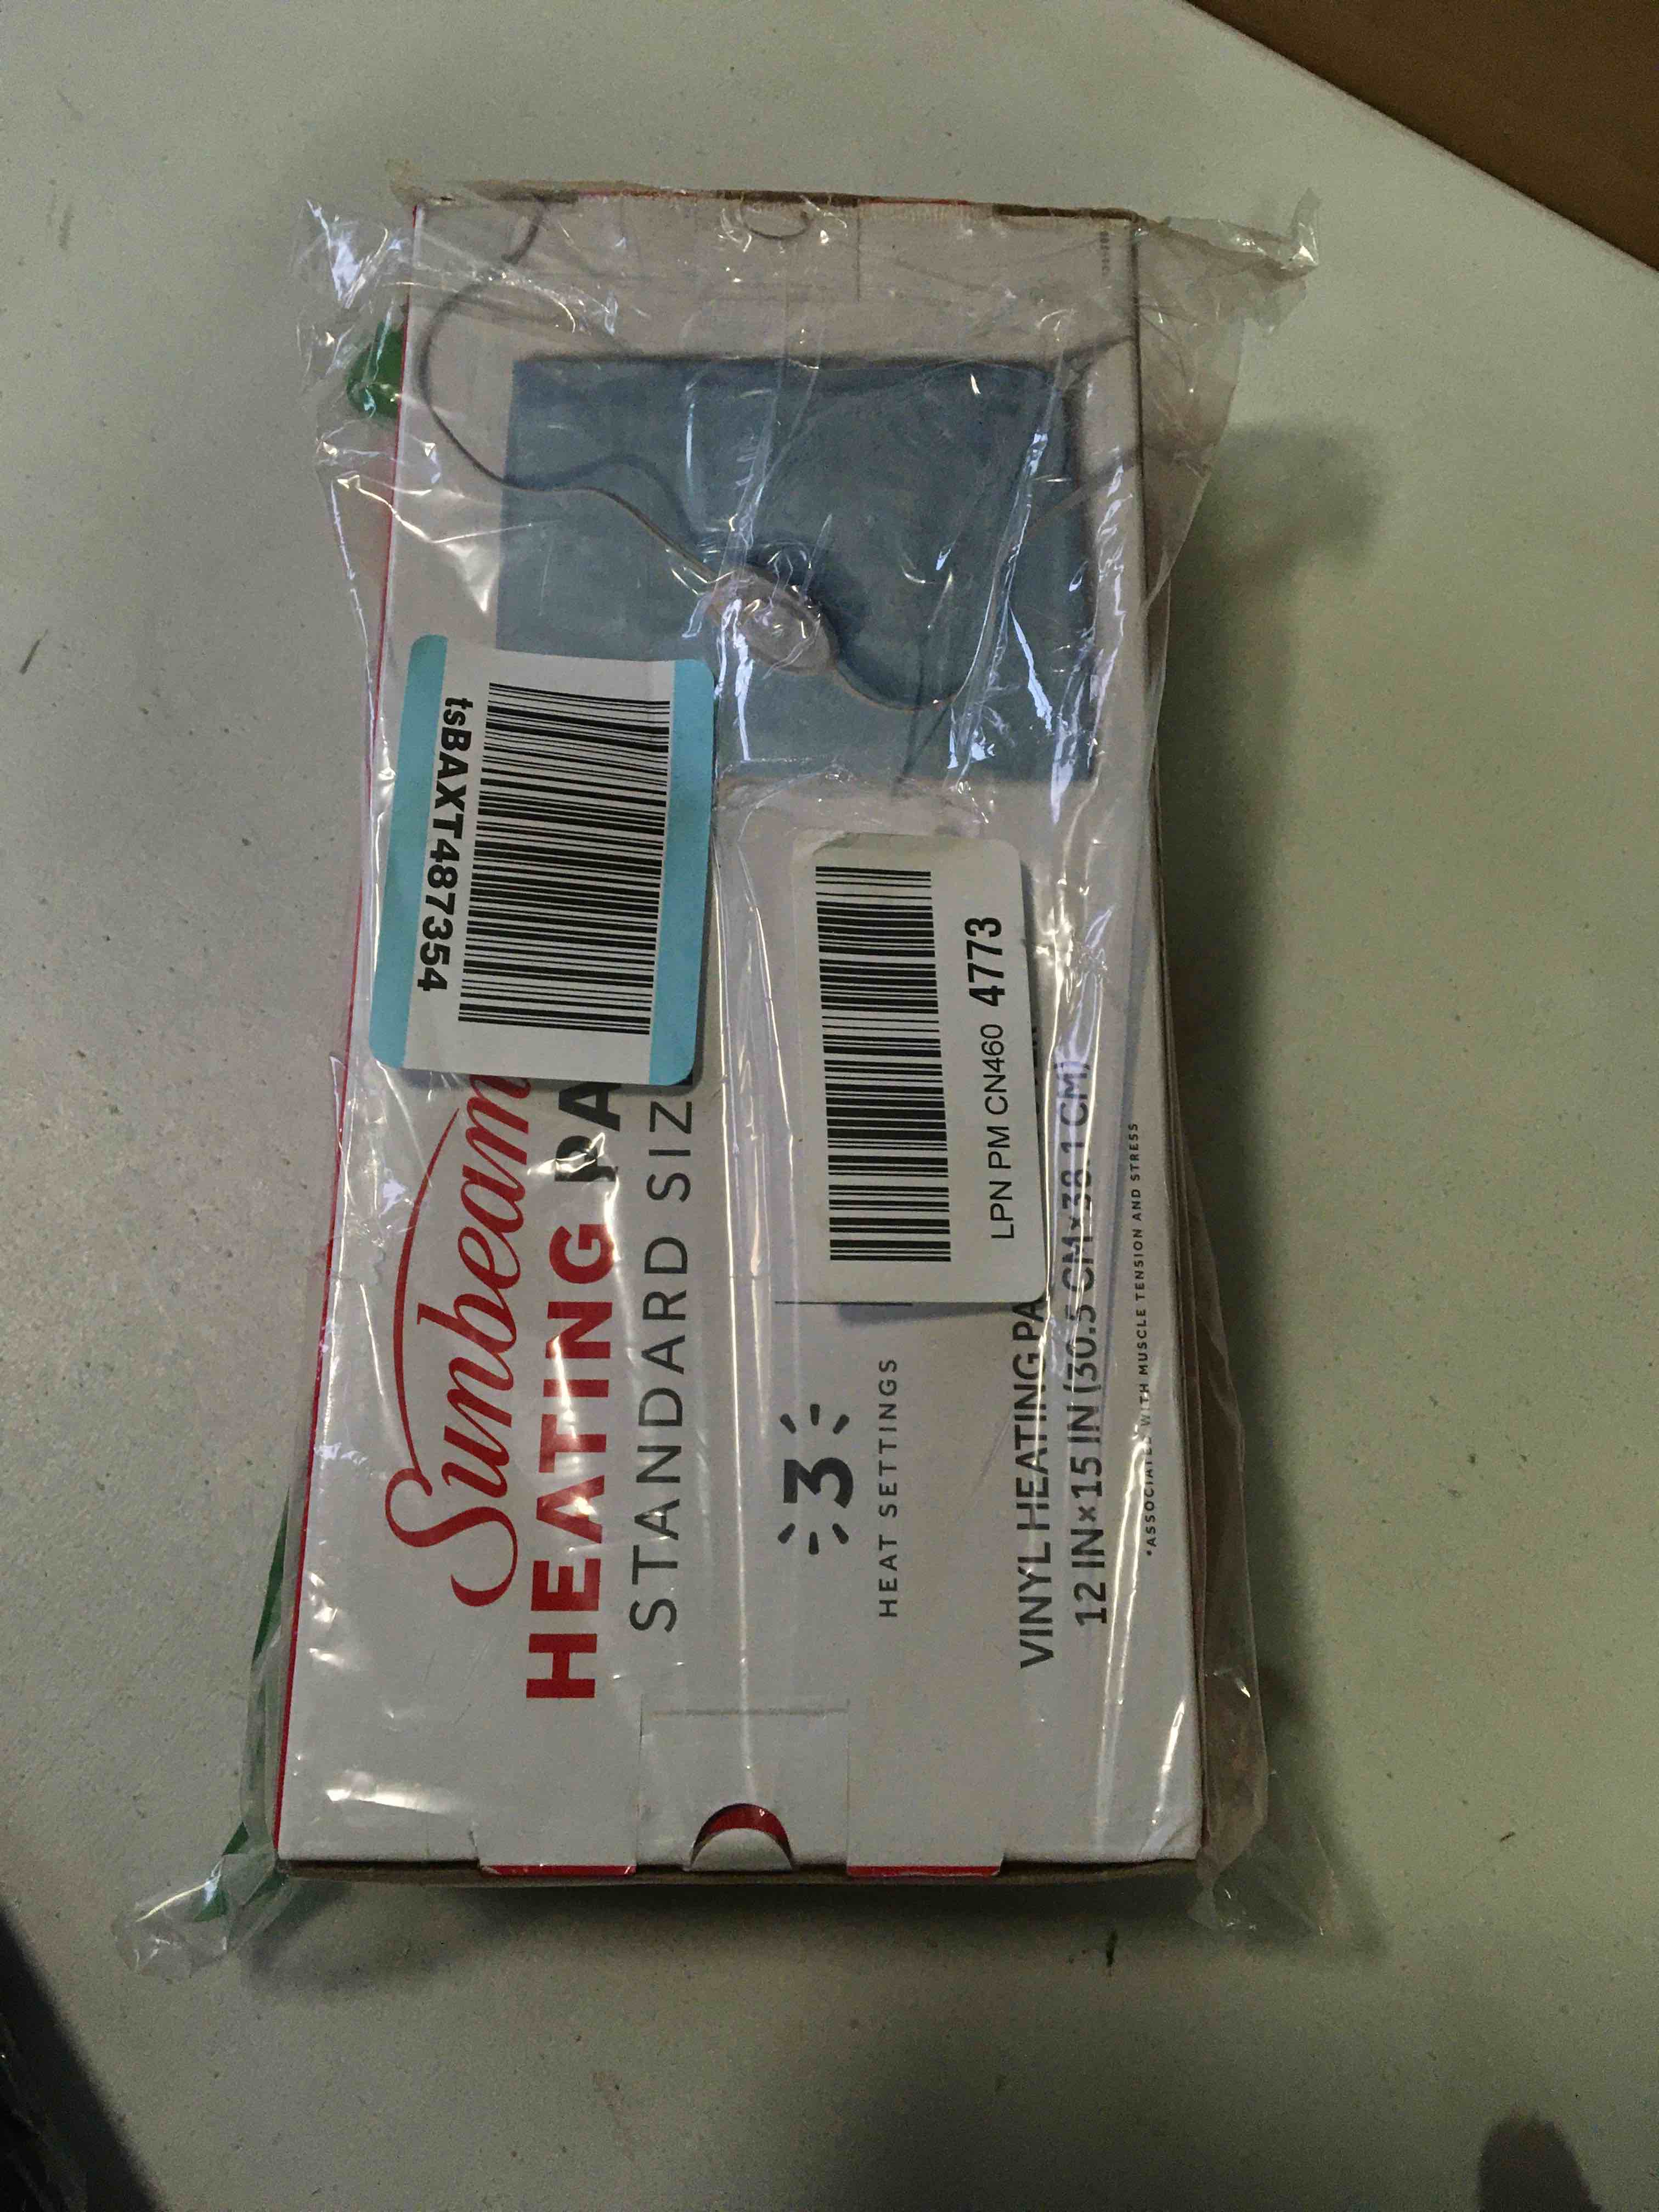 Sunbeam
HEATING PA
STANDARD SIZ
3
HEAT SETTINGS
VINYL HEATING PA
12 IN × 15 IN (30.5 CM × 38.1 CM)
*ASSOCIATED WITH MUSCLE TENSION AND STRESS
tsBAXT487354
LPN PM CN460 4773